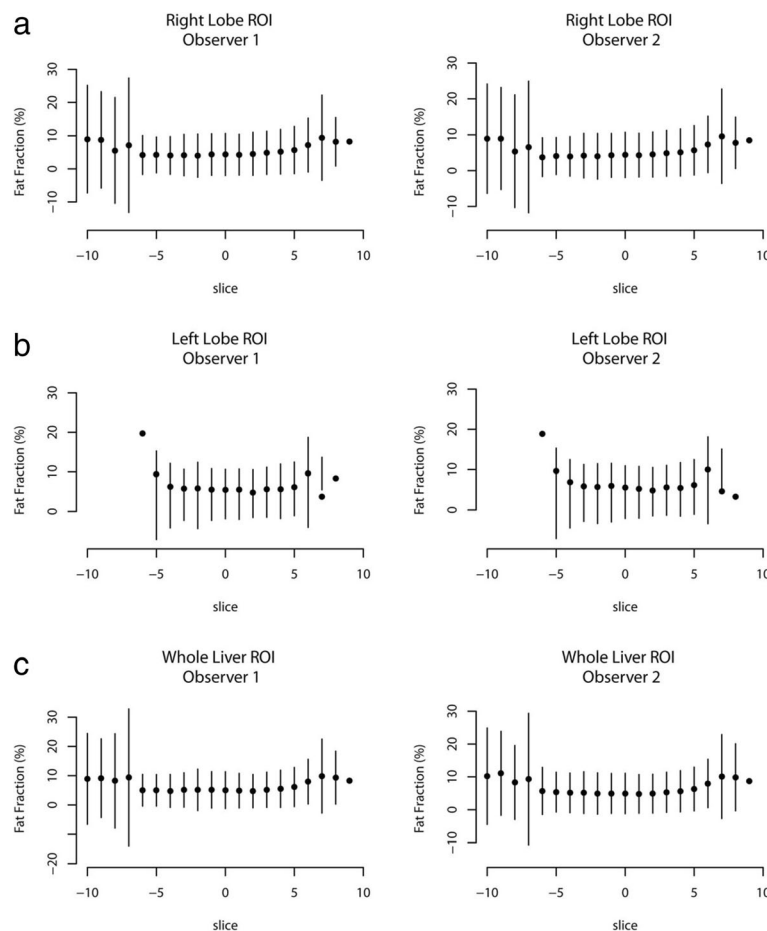 a
Right Lobe ROI
Observer 1
Fat Fraction (%)
30
20
10
0
−10
−10 −5 0 5 10
slice
Right Lobe ROI
Observer 2
Fat Fraction (%)
30
20
10
0
−10
−10 −5 0 5 10
slice
b
Left Lobe ROI
Observer 1
Fat Fraction (%)
30
20
10
0
−10 −5 0 5 10
slice
Left Lobe ROI
Observer 2
Fat Fraction (%)
30
20
10
0
−10 −5 0 5 10
slice
c
Whole Liver ROI
Observer 1
Fat Fraction (%)
30
20
10
0
−20
−10 −5 0 5 10
slice
Whole Liver ROI
Observer 2
Fat Fraction (%)
30
20
10
0
−10
−10 −5 0 5 10
slice